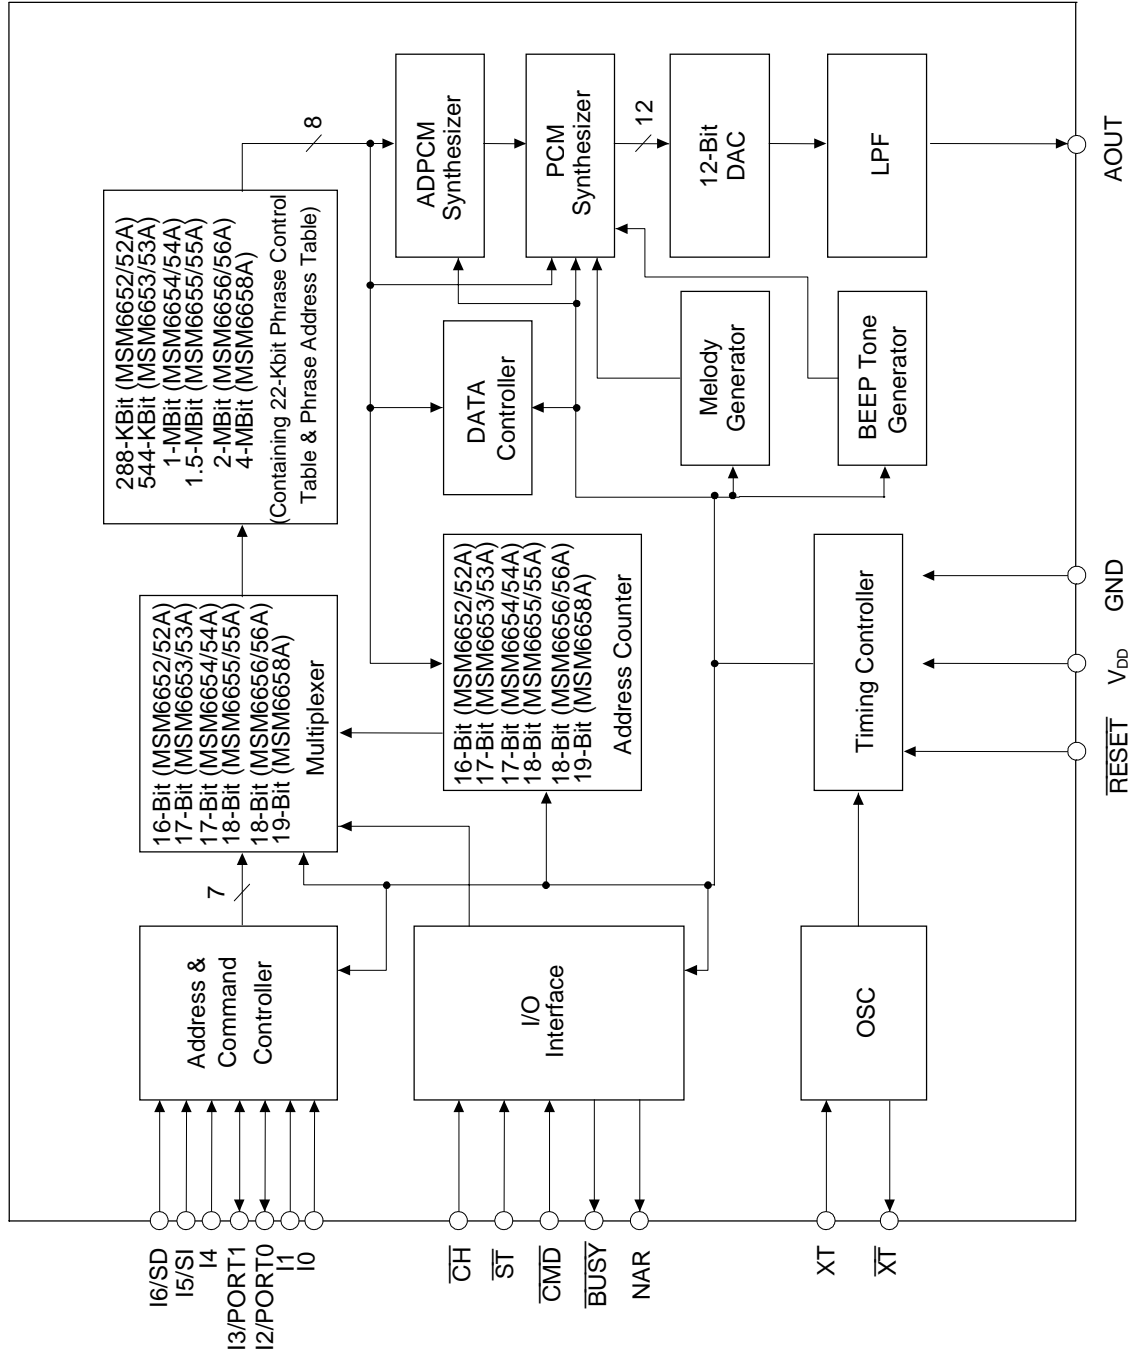 I6/SD
I5/SI
I4
I3/PORT1
I2/PORT0
I1
I0
Address &
Command
Controller
7
16-Bit (MSM6652/52A)
17-Bit (MSM6653/53A)
17-Bit (MSM6654/54A)
18-Bit (MSM6655/55A)
18-Bit (MSM6656/56A)
19-Bit (MSM6658A)
Multiplexer
288-KBit (MSM6652/52A)
544-KBit (MSM6653/53A)
1-MBit (MSM6654/54A)
1.5-MBit (MSM6655/55A)
2-MBit (MSM6656/56A)
4-MBit (MSM6658A)
(Containing 22-Kbit Phrase Control
Table & Phrase Address Table)
8
CH
ST
CMD
BUSY
NAR
I/O
Interface
16-Bit (MSM6652/52A)
17-Bit (MSM6653/53A)
17-Bit (MSM6654/54A)
18-Bit (MSM6655/55A)
18-Bit (MSM6656/56A)
19-Bit (MSM6658A)
Address Counter
DATA
Controller
ADPCM
Synthesizer
PCM
Synthesizer
12
12-Bit
DAC
LPF
Melody
Generator
BEEP Tone
Generator
XT
XT
OSC
Timing Controller
RESET
VDD
GND
AOUT